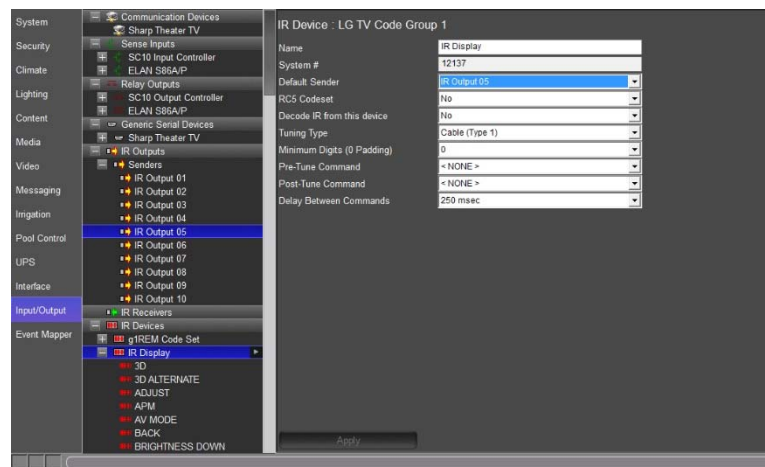 System
Security
Climate
Lighting
Content
Media
Video
Messaging
Irrigation
Pool Control
UPS
Interface
Input/Output
Event Mapper
Communication Devices
Sharp Theater TV
Sense Inputs
SC10 Input Controller
ELAN S86A/P
Relay Outputs
SC10 Output Controller
ELAN S86A/P
Generic Serial Devices
Sharp Theater TV
IR Outputs
Senders
IR Output 01
IR Output 02
IR Output 03
IR Output 04
IR Output 05
IR Output 06
IR Output 07
IR Output 08
IR Output 09
IR Output 10
IR Receivers
IR Devices
g1REM Code Set
IR Display
3D
3D ALTERNATE
ADJUST
APM
AV MODE
BACK
BRIGHTNESS DOWN
IR Device : LG TV Code Group 1
Name IR Display
System # 12137
Default Sender IR Output 05
RC5 Codeset No
Decode IR from this device No
Tuning Type Cable (Type 1)
Minimum Digits (0 Padding) 0
Pre-Tune Command < NONE >
Post-Tune Command < NONE >
Delay Between Commands 250 msec
Apply